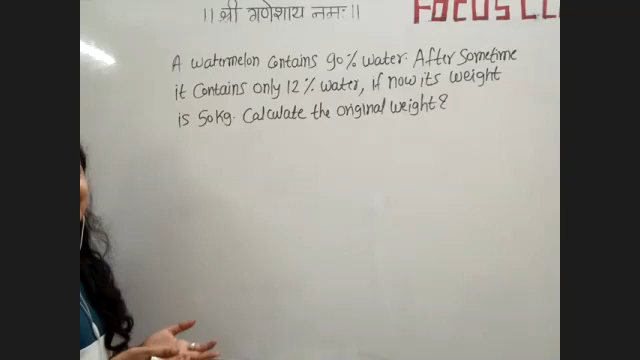 ।। श्री गणेशाय नमः ।।
FOCUS
A watermelon contains 90% water. After Sometime
it Contains only 12% water, if now its weight
is 50kg. Calculate the original weight?